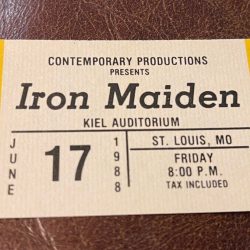 CONTEMPORARY PRODUCTIONS
PRESENTS
Iron Maiden
KIEL AUDITORIUM
JUNE 17 1988
ST. LOUIS, MO
FRIDAY
8:00 P.M.
TAX INCLUDED